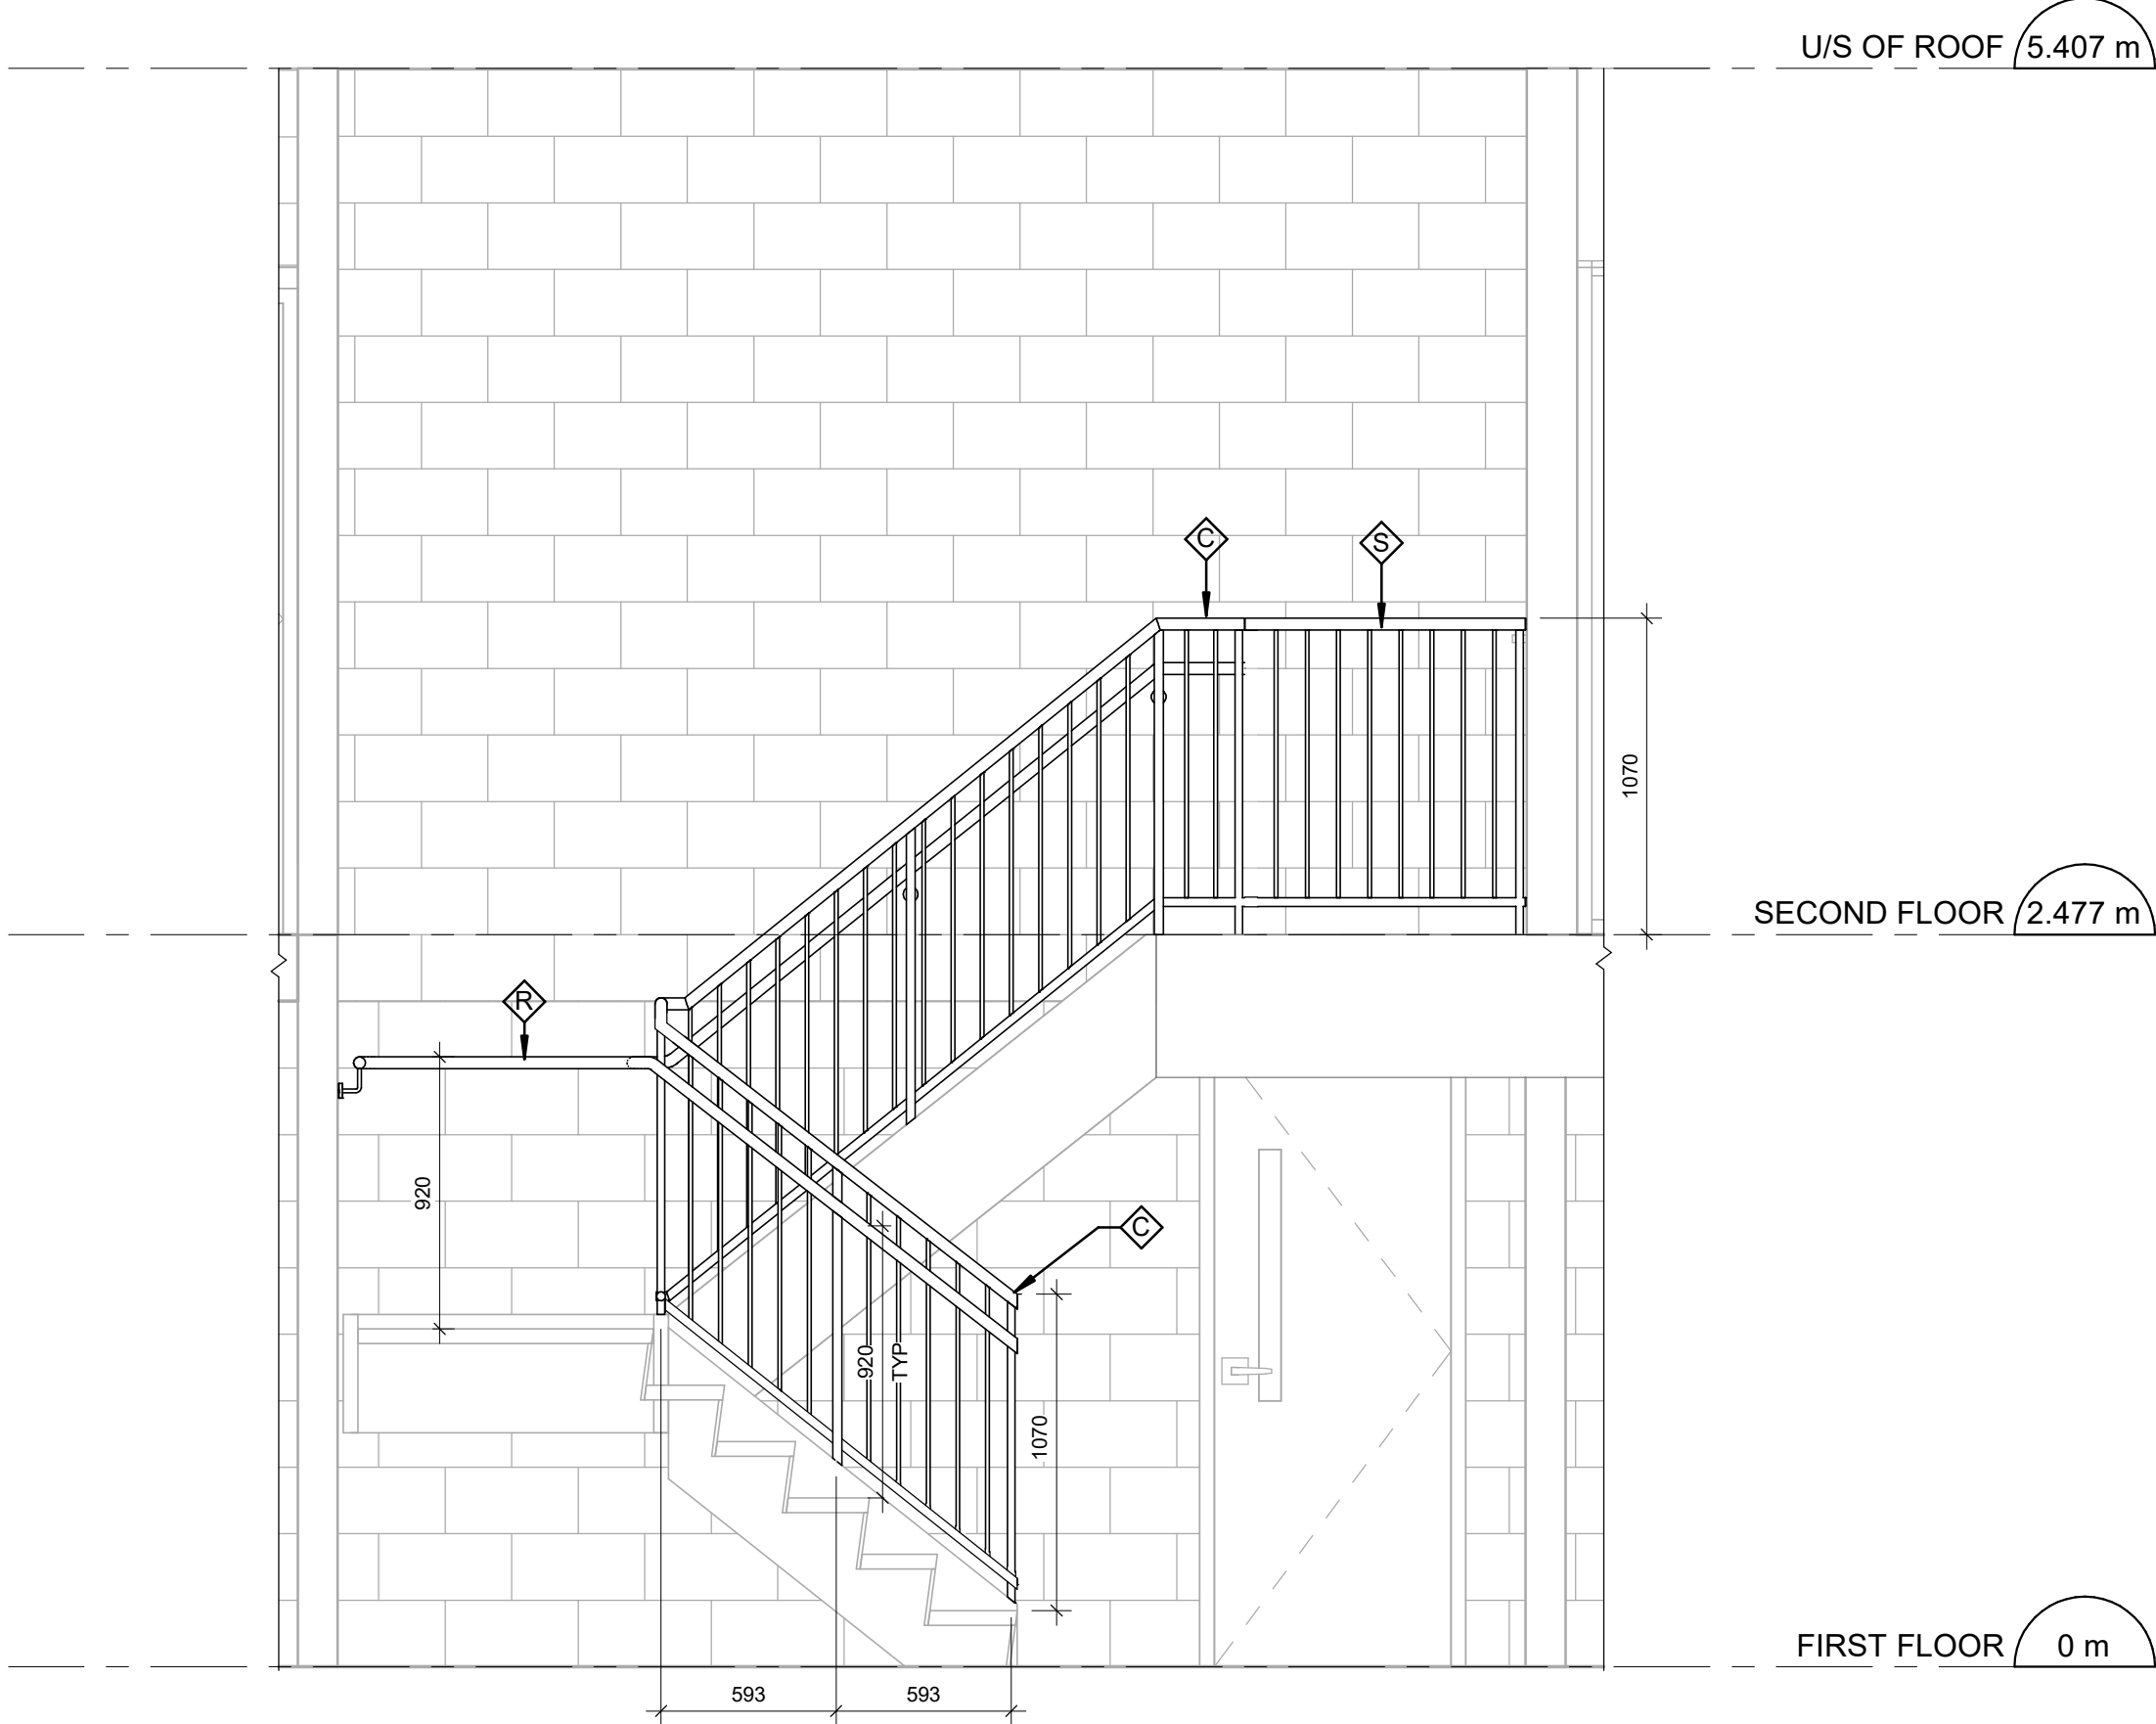 U/S OF ROOF 5.407 m
C
S
1070
SECOND FLOOR 2.477 m
R
920
C
920
TYP
1070
FIRST FLOOR 0 m
593
593